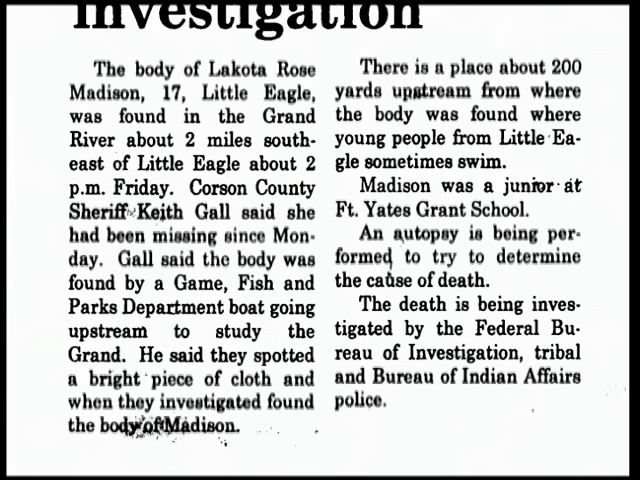 investigation
The body of Lakota Rose
Madison, 17, Little Eagle,
was found in the Grand
River about 2 miles south-
east of Little Eagle about 2
p.m. Friday. Corson County
Sheriff Keith Gall said she
had been missing since Mon-
day. Gall said the body was
found by a Game, Fish and
Parks Department boat going
upstream to study the
Grand. He said they spotted
a bright piece of cloth and
when they investigated found
the body of Madison.
There is a place about 200
yards upstream from where
the body was found where
young people from Little Ea-
gle sometimes swim.
Madison was a junior at
Ft. Yates Grant School.
An autopsy is being per-
formed to try to determine
the cause of death.
The death is being inves-
tigated by the Federal Bu-
reau of Investigation, tribal
and Bureau of Indian Affairs
police.